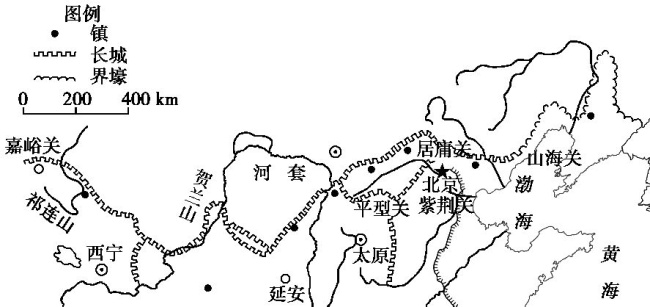 图例
镇
长城
界壕
0 200 400 km
嘉峪关
祁连山
西宁
贺兰山
河套
延安
居庸关
北京
紫荆关
平型关
太原
山海关
渤海
黄海